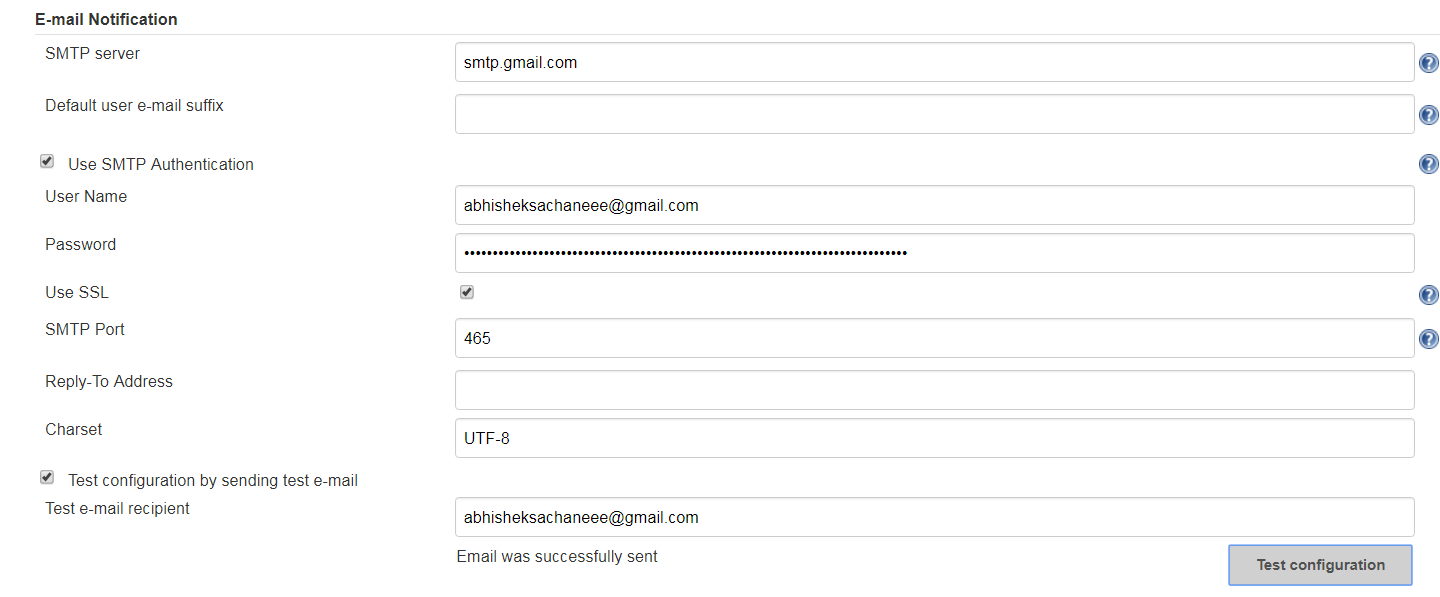 E-mail Notification
SMTP server
smtp.gmail.com
Default user e-mail suffix
Use SMTP Authentication
User Name
abhisheksachaneee@gmail.com
Password
Use SSL
SMTP Port
465
Reply-To Address
Charset
UTF-8
Test configuration by sending test e-mail
Test e-mail recipient
abhisheksachaneee@gmail.com
Email was successfully sent
Test configuration